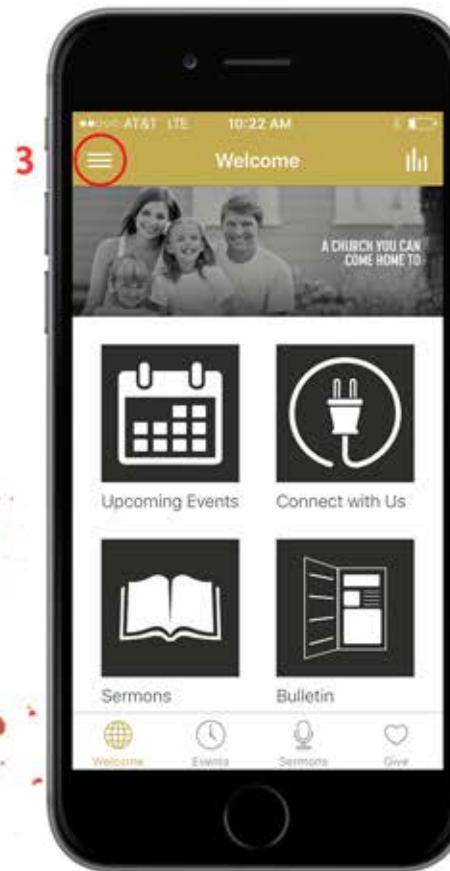 AT&T LTE 10:22 AM
3
Welcome
A CHURCH YOU CAN
COME HOME TO
Upcoming Events Connect with Us
Sermons Bulletin
Welcome Events Sermons Give